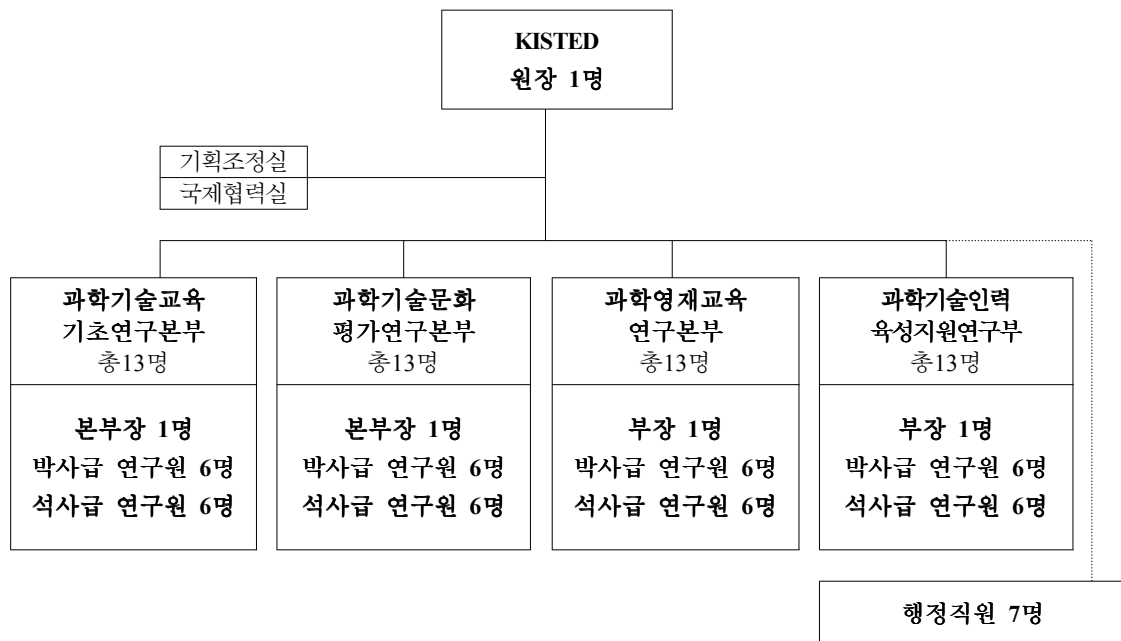 KISTED
원장 1명
기획조정실
국제협력실
과학기술교육
기초연구본부
총13명
본부장 1명
박사급 연구원 6명
석사급 연구원 6명
과학기술문화
평가연구본부
총13명
본부장 1명
박사급 연구원 6명
석사급 연구원 6명
과학영재교육
연구본부
총13명
부장 1명
박사급 연구원 6명
석사급 연구원 6명
과학기술인력
육성지원연구부
총13명
부장 1명
박사급 연구원 6명
석사급 연구원 6명
행정직원 7명